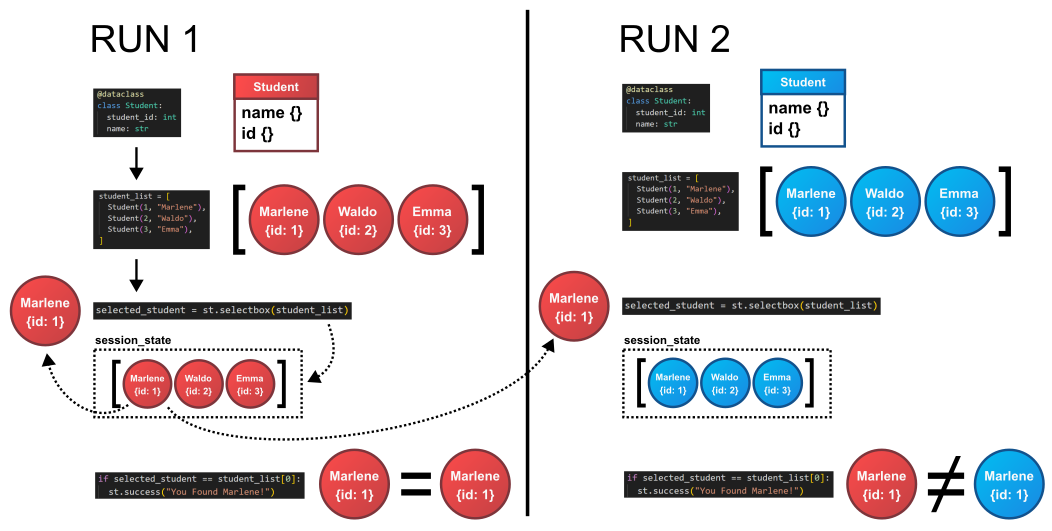 RUN 1
@dataclass
class Student:
student_id: int
name: str
Student
name {}
id {}
student_list = [
Student(1, "Marlene"),
Student(2, "Waldo"),
Student(3, "Emma"),
]
[
Marlene
{id: 1}
Waldo
{id: 2}
Emma
{id: 3}
]
Marlene
{id: 1}
selected_student = st.selectbox(student_list)
session_state
[
Marlene
{id: 1}
Waldo
{id: 2}
Emma
{id: 3}
]
if selected_student == student_list[0]:
st.success("You Found Marlene!")
Marlene
{id: 1}
=
Marlene
{id: 1}
RUN 2
@dataclass
class Student:
student_id: int
name: str
Student
name {}
id {}
student_list = [
Student(1, "Marlene"),
Student(2, "Waldo"),
Student(3, "Emma"),
]
[
Marlene
{id: 1}
Waldo
{id: 2}
Emma
{id: 3}
]
Marlene
{id: 1}
selected_student = st.selectbox(student_list)
session_state
[
Marlene
{id: 1}
Waldo
{id: 2}
Emma
{id: 3}
]
if selected_student == student_list[0]:
st.success("You Found Marlene!")
Marlene
{id: 1}
≠
Marlene
{id: 1}